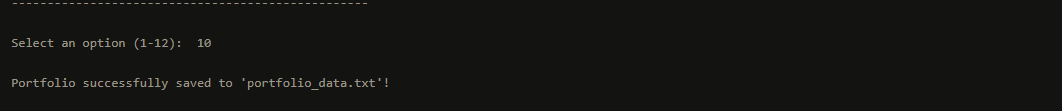 --------------------------------------------------
Select an option (1-12):  10
Portfolio successfully saved to 'portfolio_data.txt'!